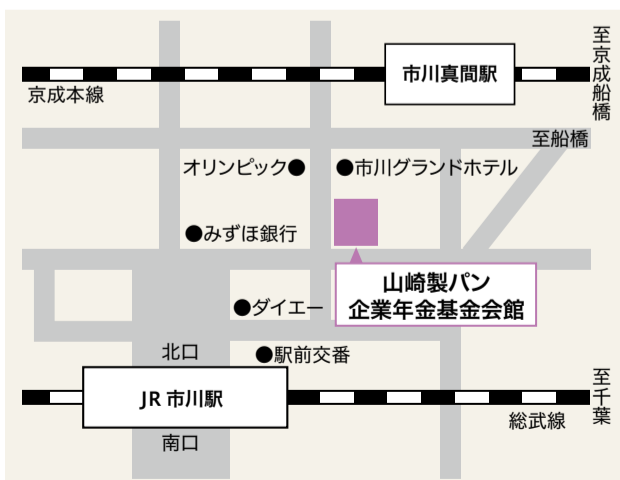 至京成船橋
市川真間駅
京成本線
至船橋
オリンピック●
●市川グランドホテル
●みずほ銀行
山崎製パン
企業年金基金会館
●ダイエー
北口
●駅前交番
JR 市川駅
至千葉
総武線
南口